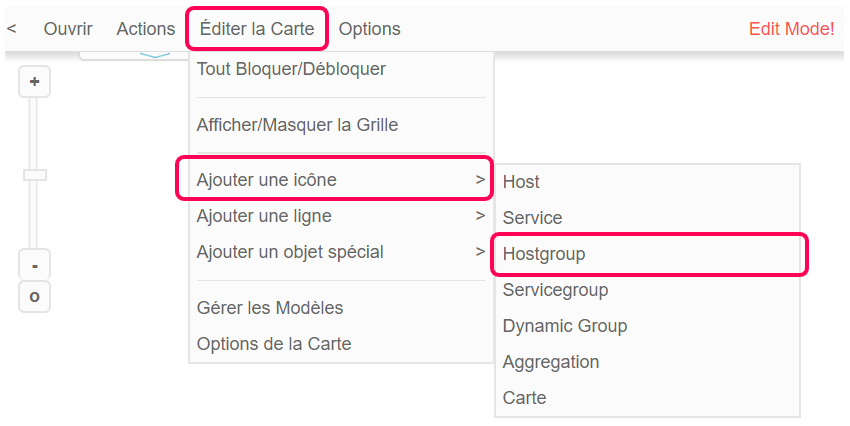 < Ouvrir Actions Éditer la Carte Options Edit Mode!
Tout Bloquer/Débloquer
+
Afficher/Masquer la Grille
Ajouter une icône >
Host
Ajouter une ligne >
Service
Ajouter un objet spécial >
Hostgroup
-
Servicegroup
o
Gérer les Modèles
Dynamic Group
Options de la Carte
Aggregation
Carte